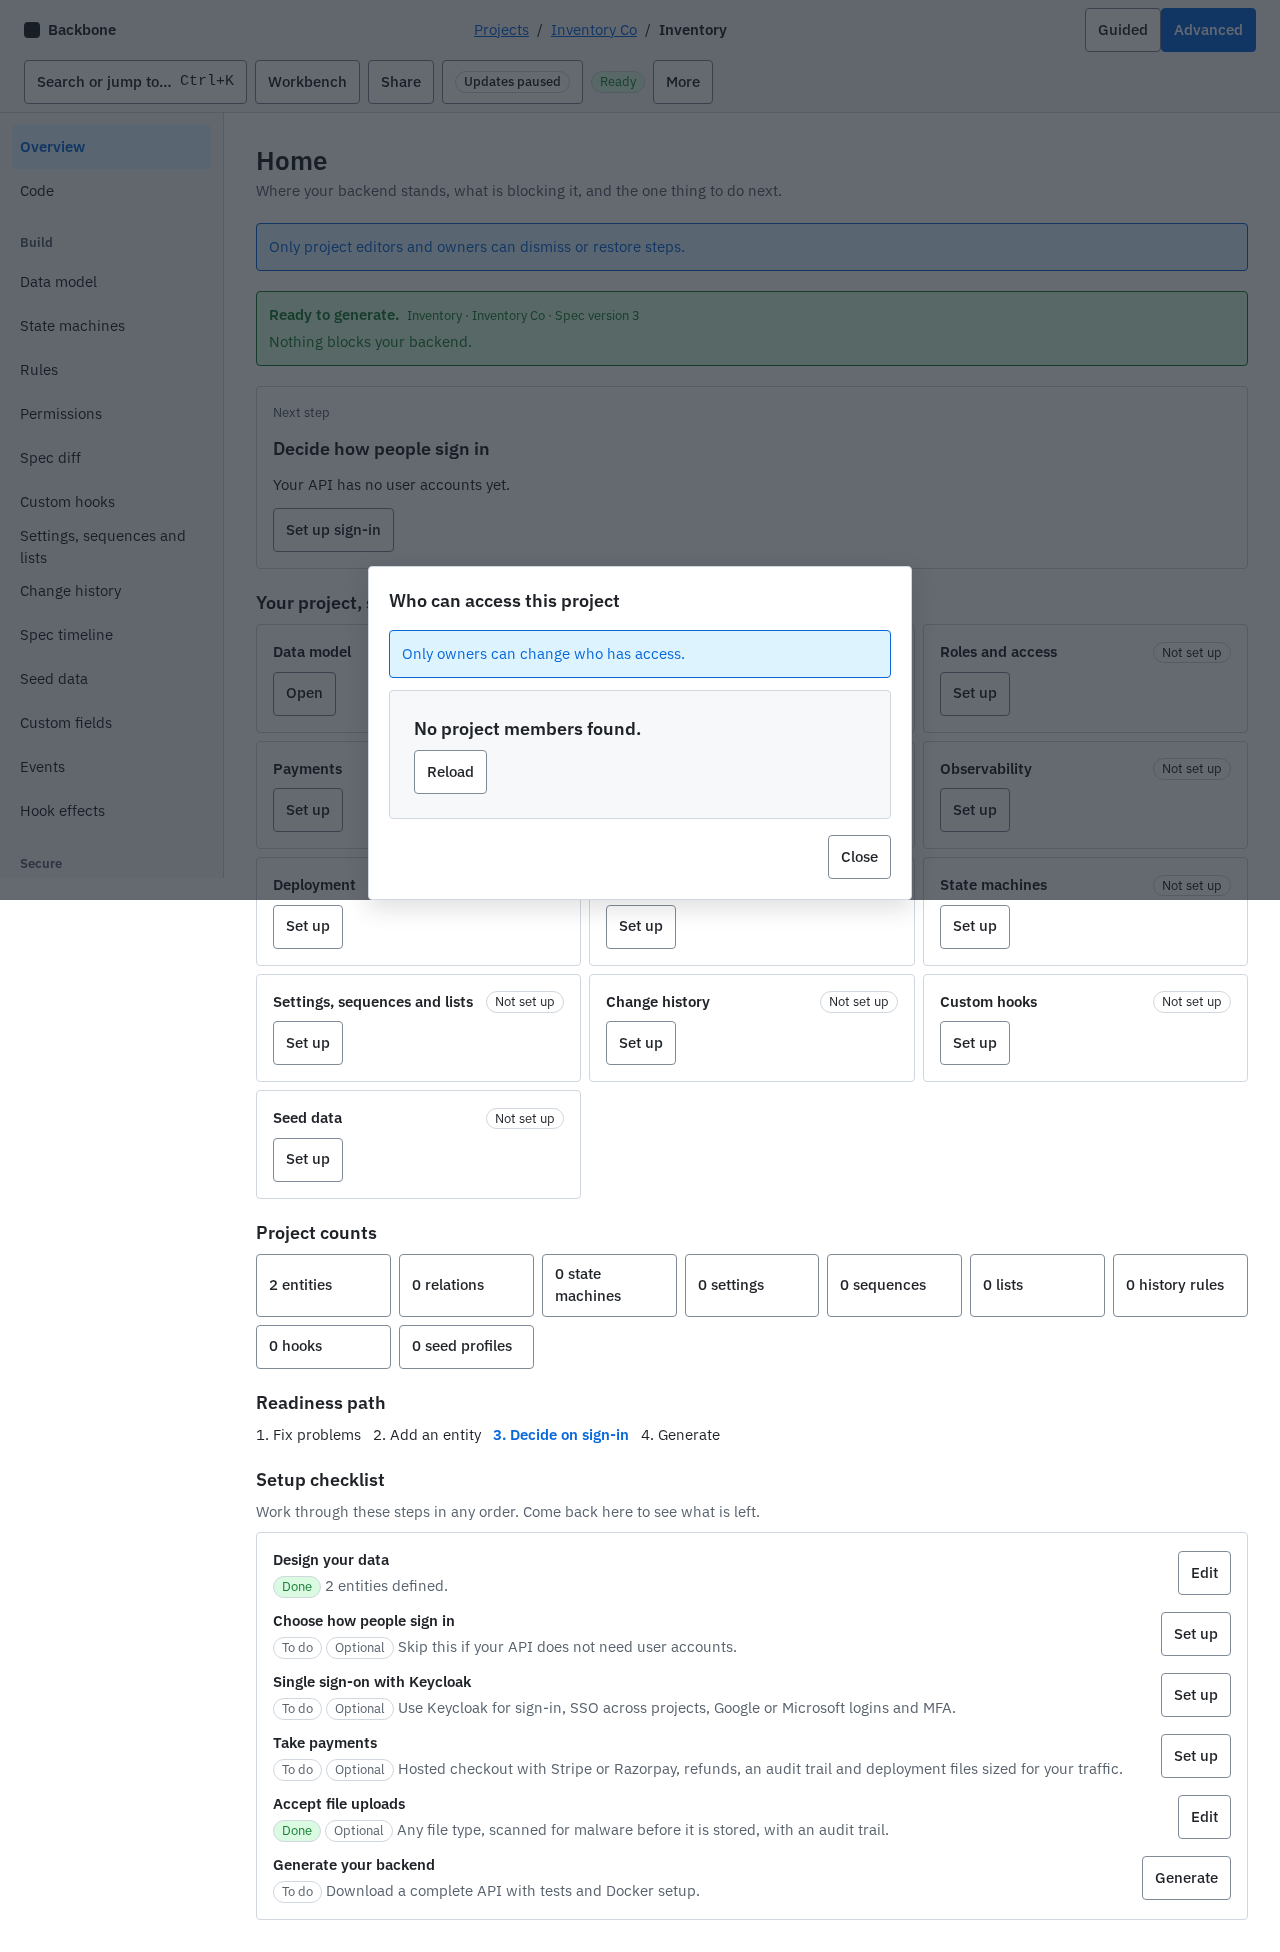 Backbone
Projects / Inventory Co / Inventory
Guided
Advanced
Search or jump to... Ctrl+K
Workbench
Share
Updates paused
Ready
More
Overview
Code
Build
Data model
State machines
Rules
Permissions
Spec diff
Custom hooks
Settings, sequences and
lists
Change history
Spec timeline
Seed data
Custom fields
Events
Hook effects
Secure
Home
Where your backend stands, what is blocking it, and the one thing to do next.
Only project editors and owners can dismiss or restore steps.
Ready to generate. Inventory · Inventory Co · Spec version 3
Nothing blocks your backend.
Next step
Decide how people sign in
Your API has no user accounts yet.
Set up sign-in
Your project,
Data model
Open
Roles and access
Not set up
Set up
Payments
Set up
Observability
Not set up
Set up
Deployment
Set up
Set up
State machines
Not set up
Set up
Who can access this project
Only owners can change who has access.
No project members found.
Reload
Close
Settings, sequences and lists
Not set up
Set up
Change history
Not set up
Set up
Custom hooks
Not set up
Set up
Seed data
Not set up
Set up
Project counts
2 entities
0 relations
0 state
machines
0 settings
0 sequences
0 lists
0 history rules
0 hooks
0 seed profiles
Readiness path
1. Fix problems 2. Add an entity 3. Decide on sign-in 4. Generate
Setup checklist
Work through these steps in any order. Come back here to see what is left.
Design your data
Done 2 entities defined.
Edit
Choose how people sign in
To do Optional Skip this if your API does not need user accounts.
Set up
Single sign-on with Keycloak
To do Optional Use Keycloak for sign-in, SSO across projects, Google or Microsoft logins and MFA.
Set up
Take payments
To do Optional Hosted checkout with Stripe or Razorpay, refunds, an audit trail and deployment files sized for your traffic.
Set up
Accept file uploads
Done Optional Any file type, scanned for malware before it is stored, with an audit trail.
Edit
Generate your backend
To do Download a complete API with tests and Docker setup.
Generate